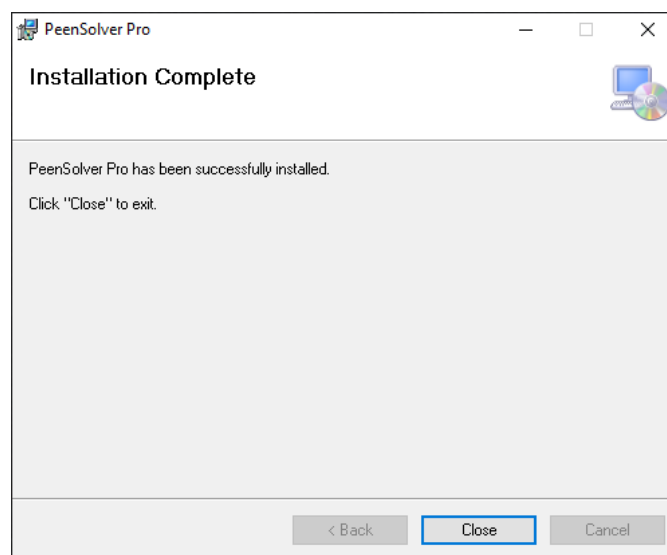 PeenSolver Pro
Installation Complete
PeenSolver Pro has been successfully installed.
Click "Close" to exit.
< Back
Close
Cancel